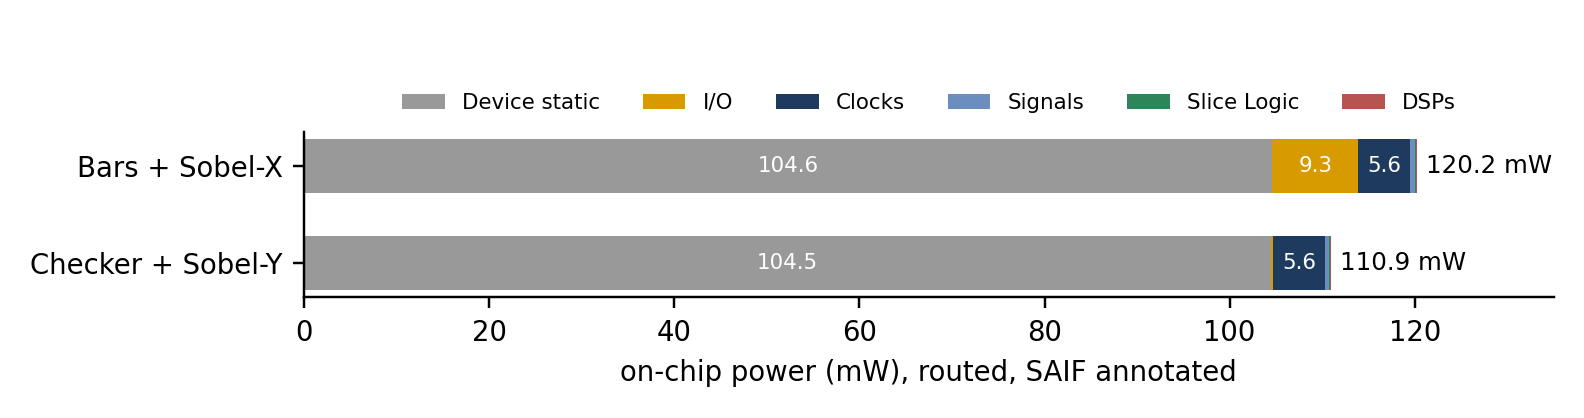 Device static I/O Clocks Signals Slice Logic DSPs
Bars + Sobel-X 104.6 9.3 5.6 120.2 mW
Checker + Sobel-Y 104.5 5.6 110.9 mW
0 20 40 60 80 100 120
on-chip power (mW), routed, SAIF annotated